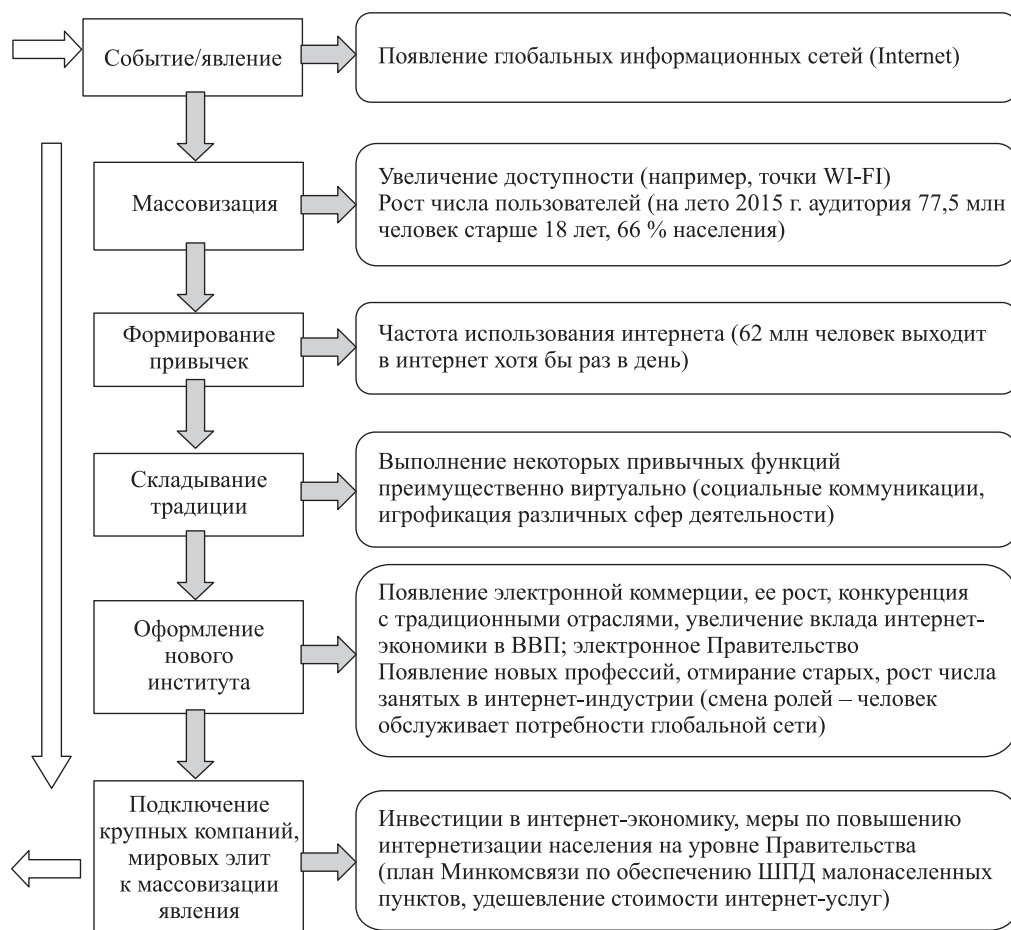 Событие/явление
Появление глобальных информационных сетей (Internet)
Массовизация
Увеличение доступности (например, точки WI-FI)
Рост числа пользователей (на лето 2015 г. аудитория 77,5 млн
человек старше 18 лет, 66 % населения)
Формирование
привычек
Частота использования интернета (62 млн человек выходит
в интернет хотя бы раз в день)
Складывание
традиции
Выполнение некоторых привычных функций
преимущественно виртуально (социальные коммуникации,
игрофикация различных сфер деятельности)
Оформление
нового
института
Появление электронной коммерции, ее рост, конкуренция
с традиционными отраслями, увеличение вклада интернет-
экономики в ВВП; электронное Правительство
Появление новых профессий, отмирание старых, рост числа
занятых в интернет-индустрии (смена ролей – человек
обслуживает потребности глобальной сети)
Подключение
крупных компаний,
мировых элит
к массовизации
явления
Инвестиции в интернет-экономику, меры по повышению
интернетизации населения на уровне Правительства
(план Минкомсвязи по обеспечению ШПД малонаселенных
пунктов, удешевление стоимости интернет-услуг)